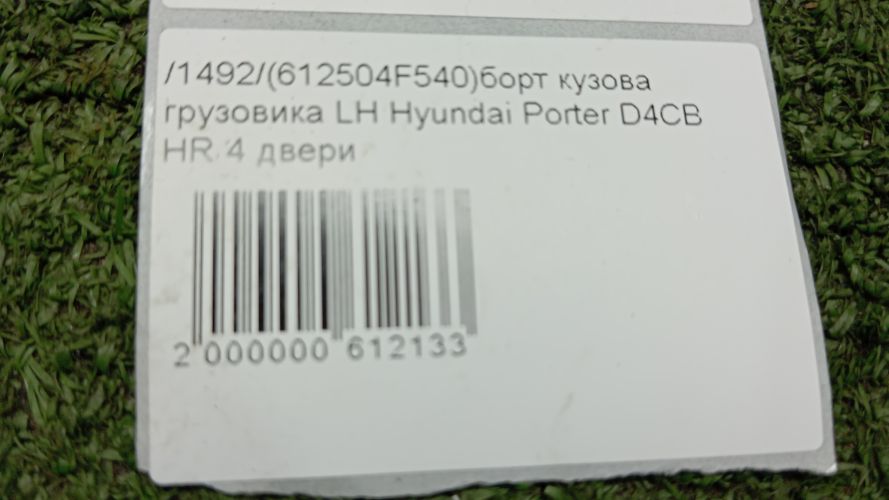 /1492/(612504F540)борт кузова
грузовика LH Hyundai Porter D4CB
HR 4 двери
2 000000 612133